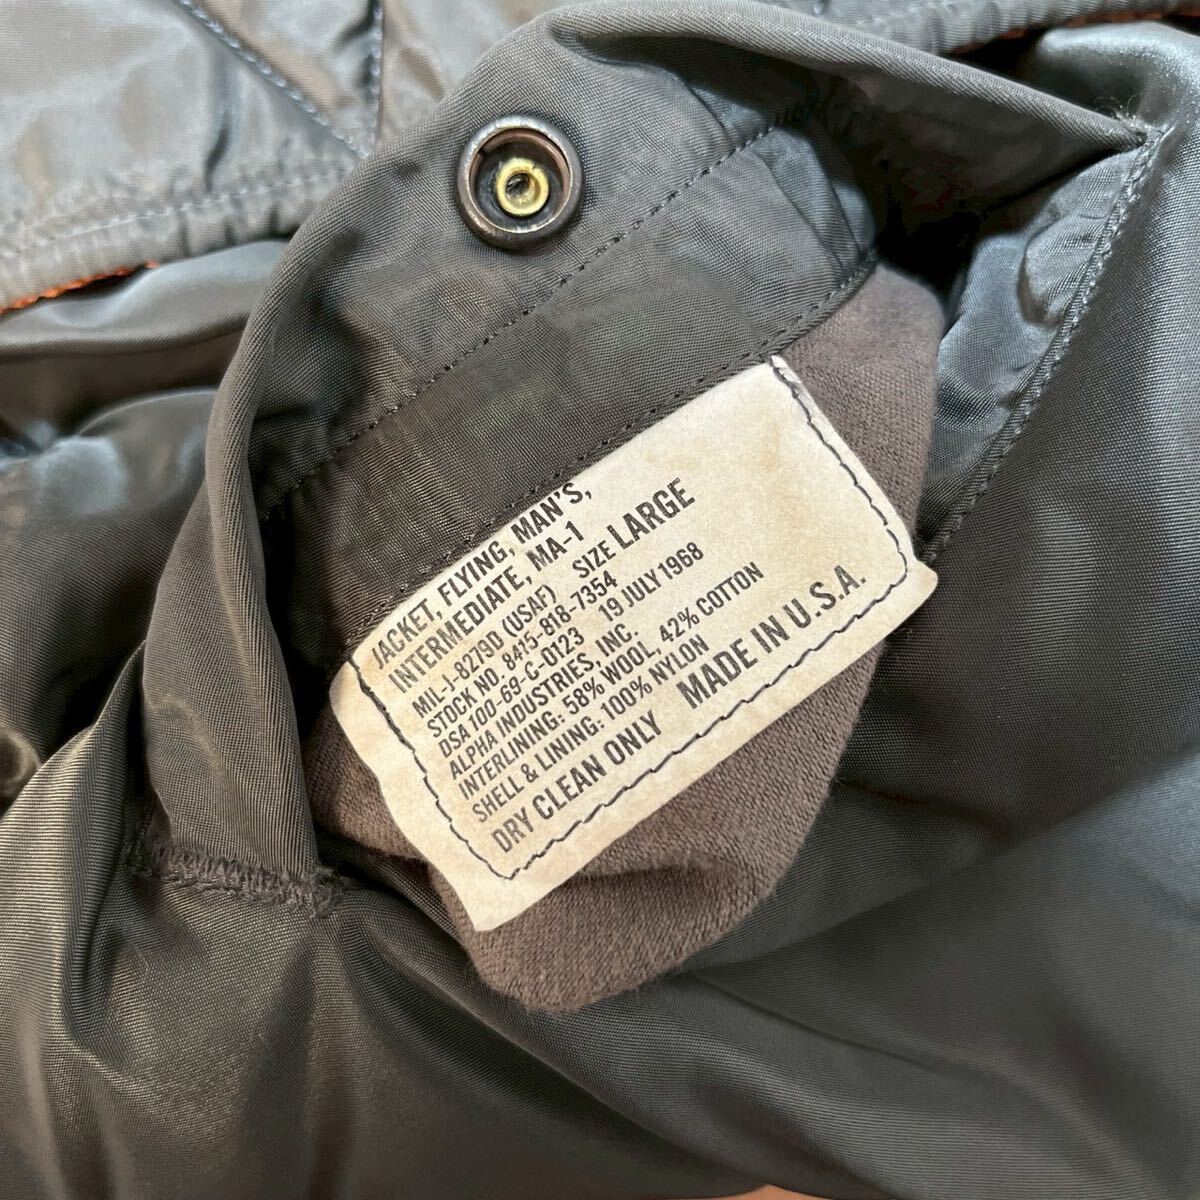 JACKET, FLYING, MAN'S,
INTERMEDIATE, MA-1
MIL-J-8279D (USAF) SIZE LARGE
STOCK NO. 8415-818-7354
DSA 100-69-C-0123 19 JULY 1968
ALPHA INDUSTRIES, INC.
INTERLINING: 58% WOOL, 42% COTTON
SHELL & LINING: 100% NYLON
DRY CLEAN ONLY MADE IN U.S.A.